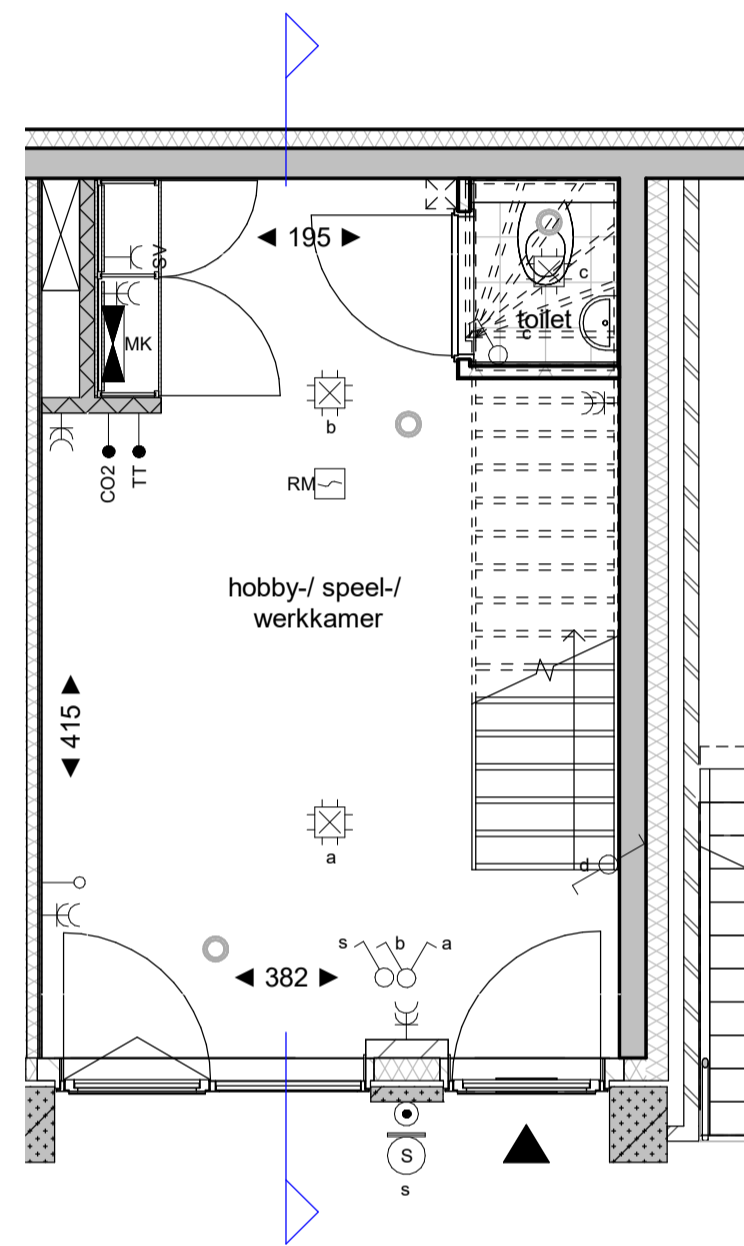 195
SV
c
toilet
c
MK
b
CO2
TT
RM
hobby-/ speel-/
werkkamer
415
a
d
s b a
382
S
s